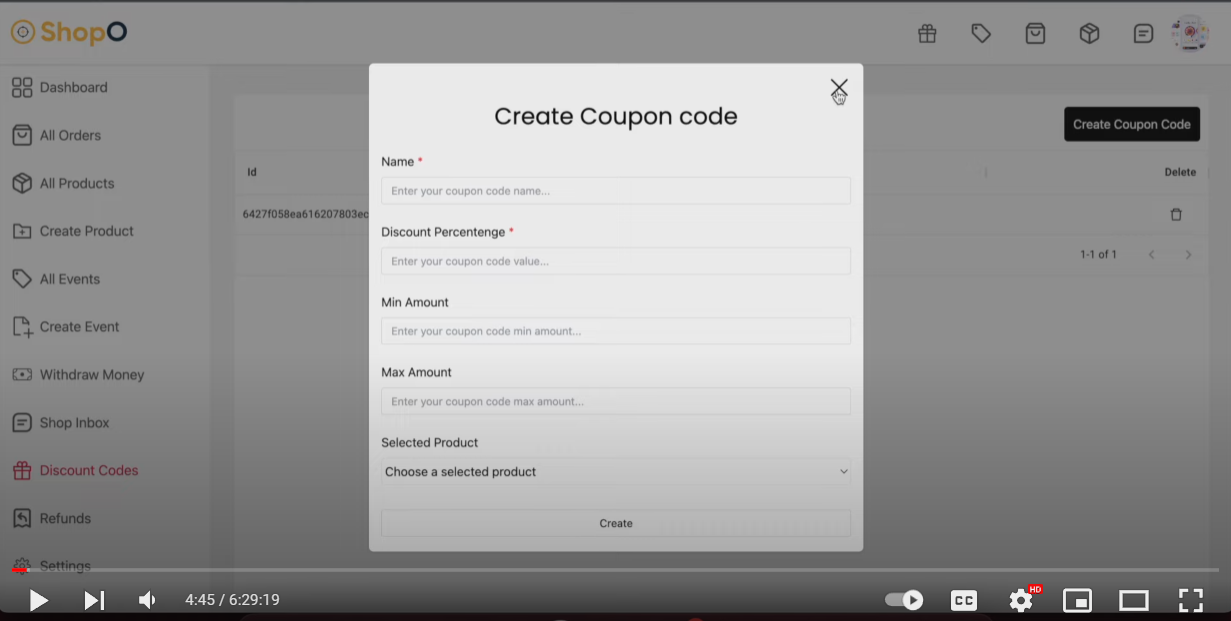 ShopO
Dashboard
All Orders
All Products
Create Product
All Events
Create Event
Withdraw Money
Shop Inbox
Discount Codes
Refunds
Settings
Create Coupon Code
Id
Delete
6427f058ea616207803ec
1-1 of 1
Create Coupon code
Name *
Enter your coupon code name...
Discount Percentenge *
Enter your coupon code value...
Min Amount
Enter your coupon code min amount...
Max Amount
Enter your coupon code max amount...
Selected Product
Choose a selected product
Create
4:45 / 6:29:19
CC
HD